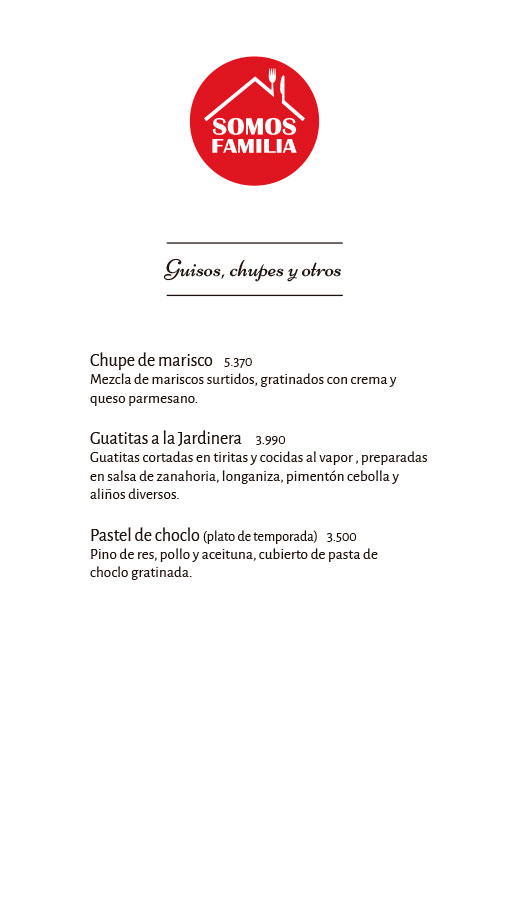 SOMOS
FAMILIA
Guisos, chupes y otros
Chupe de marisco 5.370
Mezcla de mariscos surtidos, gratinados con crema y
queso parmesano.
Guatitas a la Jardinera 3.990
Guatitas cortadas en tiritas y cocidas al vapor , preparadas
en salsa de zanahoria, longaniza, pimentón cebolla y
aliños diversos.
Pastel de choclo (plato de temporada) 3.500
Pino de res, pollo y aceituna, cubierto de pasta de
choclo gratinada.